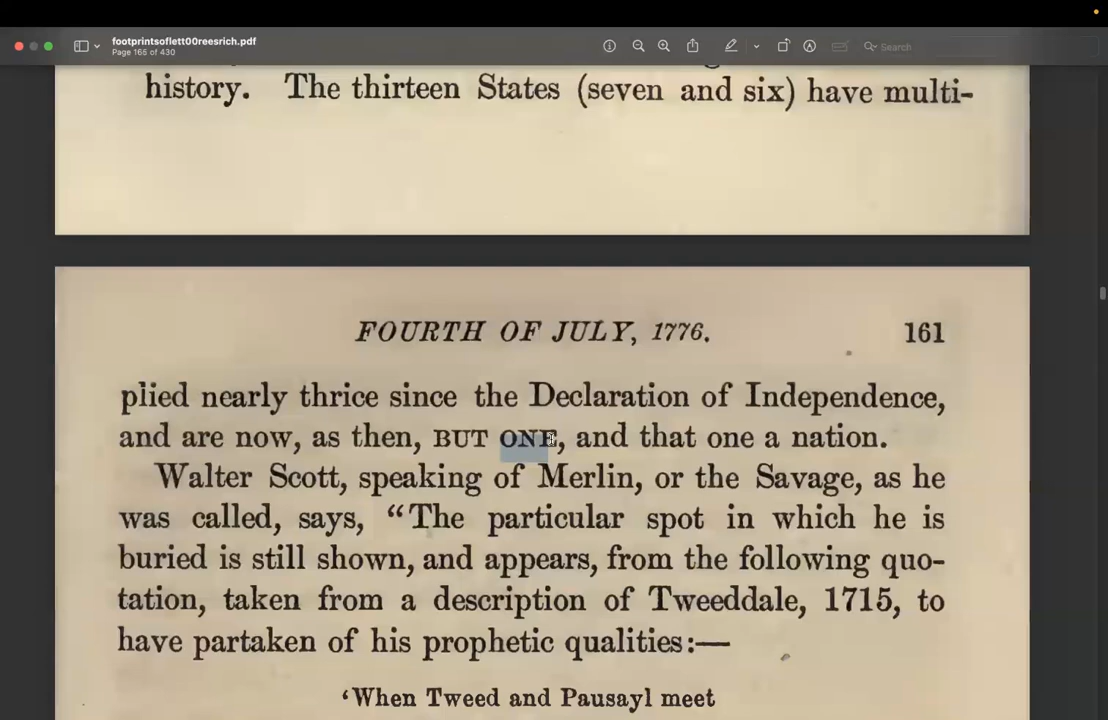 footprintsoflett00reesrich.pdf
Page 165 of 430
Search
history. The thirteen States (seven and six) have multi-
FOURTH OF JULY, 1776. 161
plied nearly thrice since the Declaration of Independence,
and are now, as then, BUT ONE, and that one a nation.
Walter Scott, speaking of Merlin, or the Savage, as he
was called, says, “The particular spot in which he is
buried is still shown, and appears, from the following quo-
tation, taken from a description of Tweeddale, 1715, to
have partaken of his prophetic qualities:—
‘When Tweed and Pausayl meet